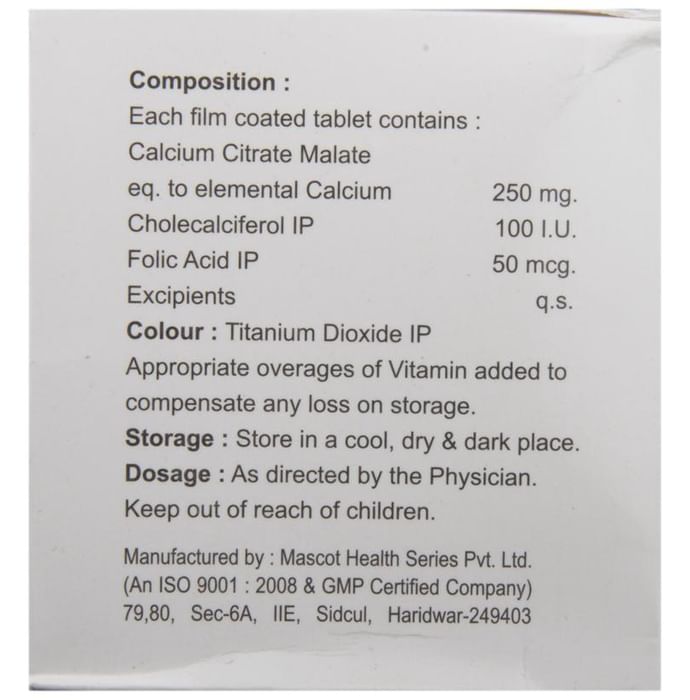 Composition :
Each film coated tablet contains :
Calcium Citrate Malate
eq. to elemental Calcium 250 mg.
Cholecalciferol IP 100 I.U.
Folic Acid IP 50 mcg.
Excipients q.s.
Colour : Titanium Dioxide IP
Appropriate overages of Vitamin added to
compensate any loss on storage.
Storage : Store in a cool, dry & dark place.
Dosage : As directed by the Physician.
Keep out of reach of children.
Manufactured by : Mascot Health Series Pvt. Ltd.
(An ISO 9001 : 2008 & GMP Certified Company)
79,80, Sec-6A, IIE, Sidcul, Haridwar-249403